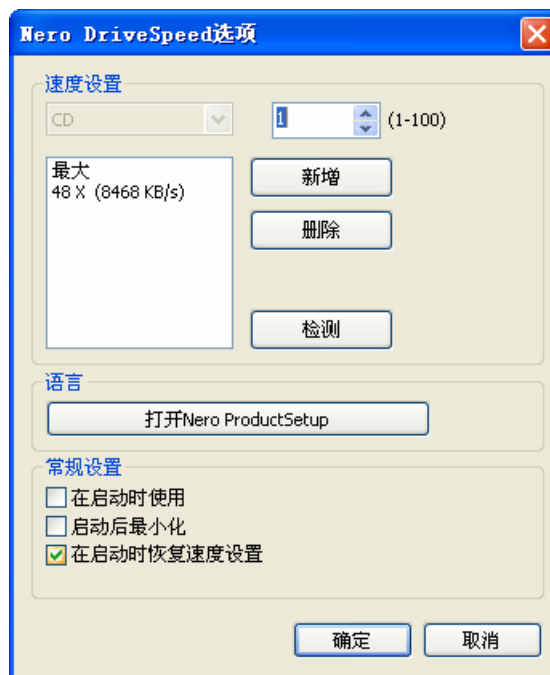 Nero DriveSpeed选项
速度设置
CD
1
(1-100)
最大
48 X (8468 KB/s)
新增
删除
检测
语言
打开Nero ProductSetup
常规设置
在启动时使用
启动后最小化
在启动时恢复速度设置
确定
取消